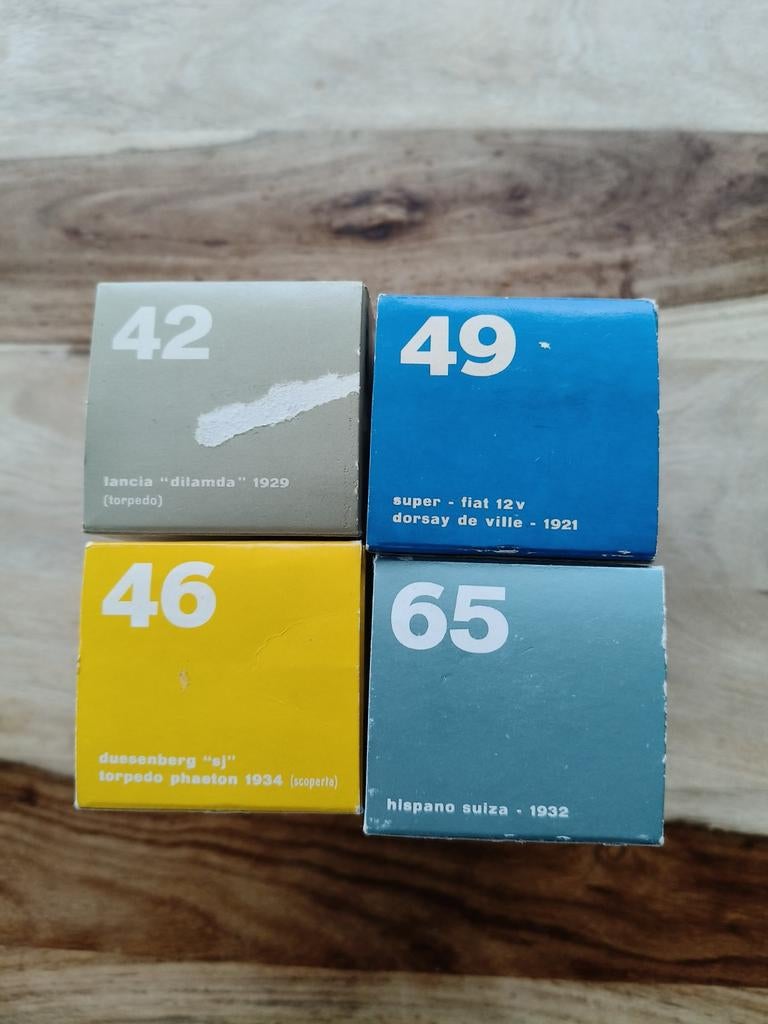 42
lancia "dilamda" 1929
(torpedo)
49
super - fiat 12v
dorsay de ville - 1921
46
duesenberg "sj"
torpedo phaeton 1934 (scoperta)
65
hispano suiza - 1932